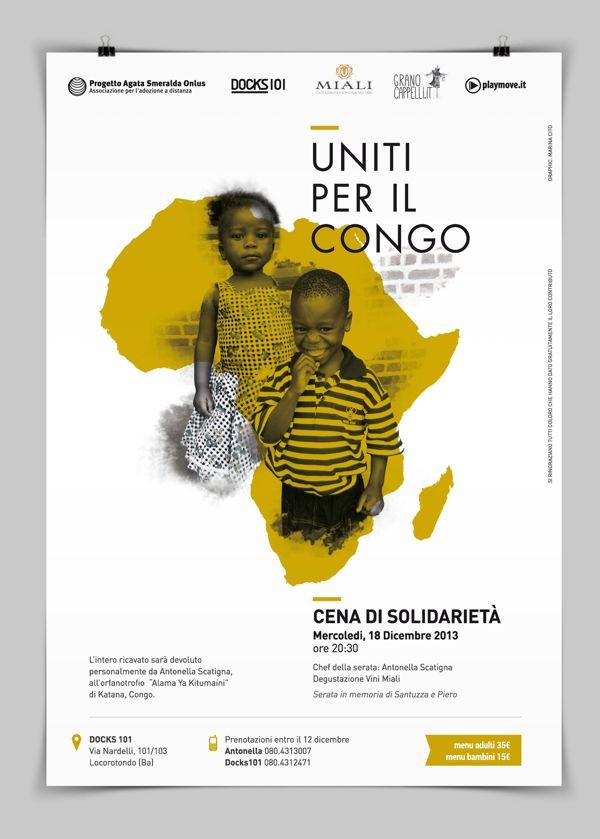 Progetto Agata Smeralda Onlus
Associazione per l'adozione a distanza
DOCKS101
MIALI
GRANO
CAPPELLI.IT
playmove.it
UNITI
PER IL
CONGO
GRAPHIC: MARINA CITO
SI RINGRAZIANO TUTTI COLORO CHE HANNO DATO GRATUITAMENTE IL LORO CONTRIBUTO
CENA DI SOLIDARIETÀ
Mercoledì, 18 Dicembre 2013
ore 20:30
Chef della serata: Antonella Scatigna
Degustazione Vini Miali
Serata in memoria di Santuzza e Piero
L'intero ricavato sarà devoluto
personalmente da Antonella Scatigna,
all'orfanotrofio "Alama Ya Kitumaini"
di Katana, Congo.
DOCKS 101
Via Nardelli, 101/103
Locorotondo (Ba)
Prenotazioni entro il 12 dicembre
Antonella 080.4313007
Docks101 080.4312471
menu adulti 35€
menu bambini 15€